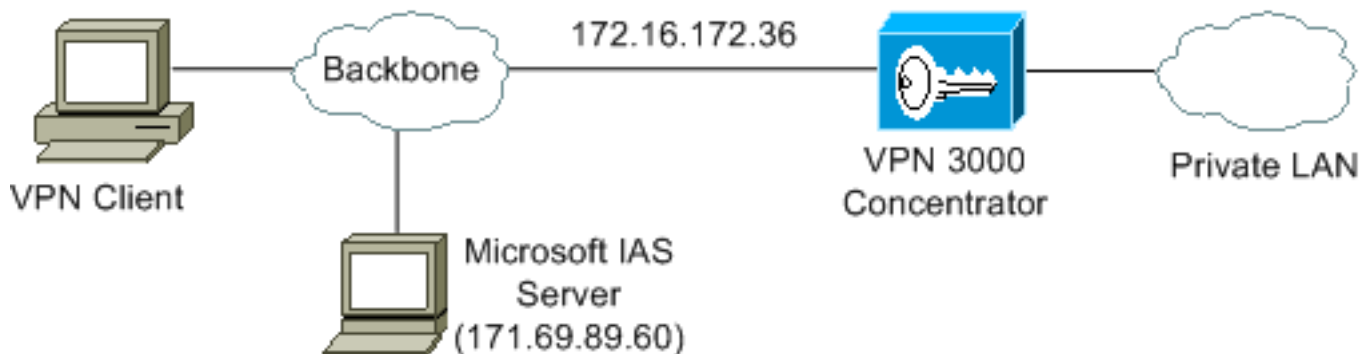 172.16.172.36
Backbone
VPN Client
VPN 3000
Concentrator
Private LAN
Microsoft IAS
Server
(171.69.89.60)